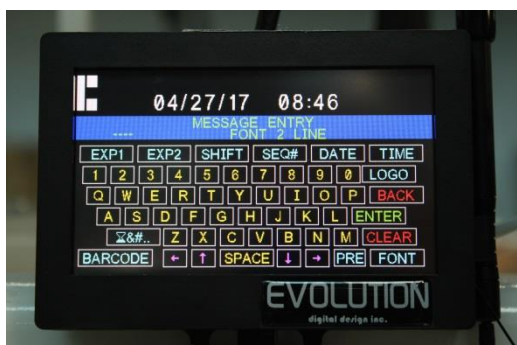 04/27/17 08:46
MESSAGE ENTRY
---- FONT 2 LINE
EXP1 EXP2 SHIFT SEQ# DATE TIME
1 2 3 4 5 6 7 8 9 0 LOGO
Q W E R T Y U I O P BACK
A S D F G H J K L ENTER
&#.. Z X C V B N M CLEAR
BARCODE ← ↑ SPACE ↓ → PRE FONT
EVOLUTION
digital design inc.